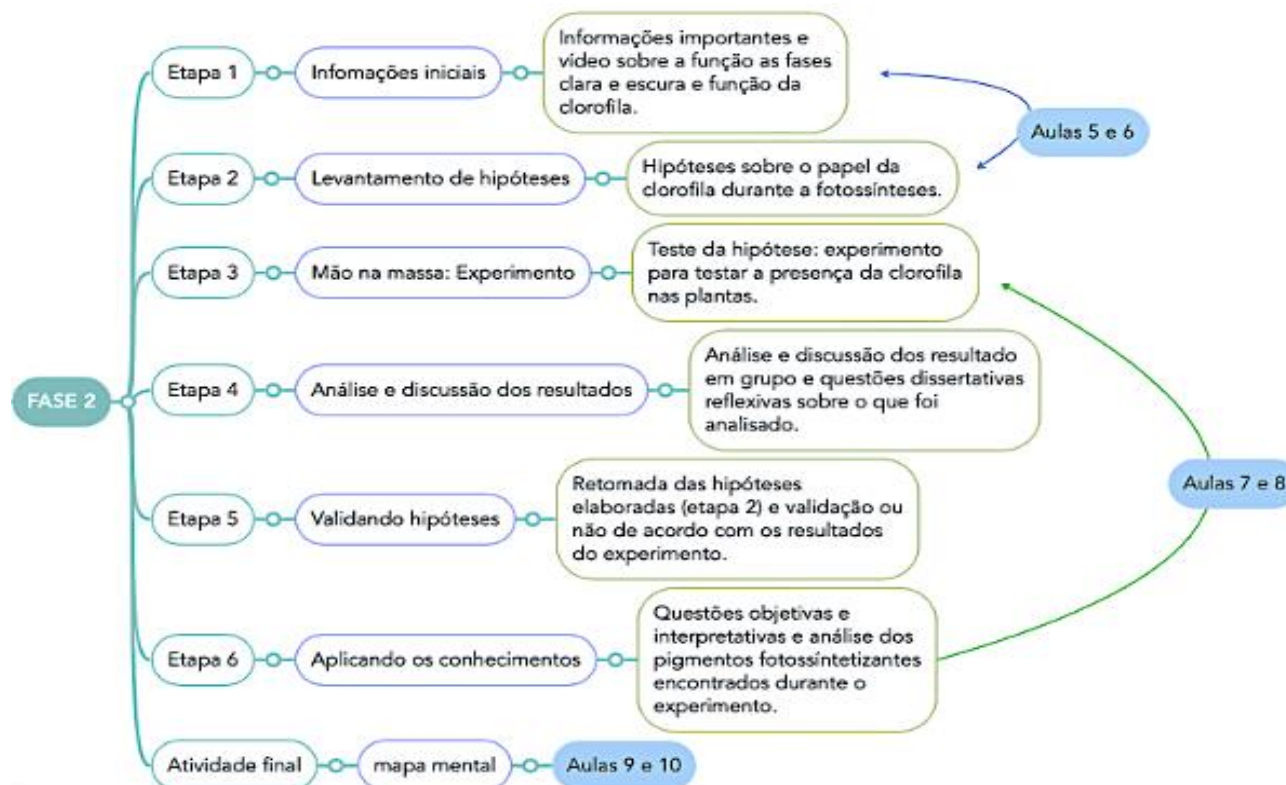 Etapa 1
Infomações iniciais
Informações importantes e
vídeo sobre a função as fases
clara e escura e função da
clorofila.
Aulas 5 e 6
Etapa 2
Levantamento de hipóteses
Hipóteses sobre o papel da
clorofila durante a fotossínteses.
Etapa 3
Mão na massa: Experimento
Teste da hipótese: experimento
para testar a presença da clorofila
nas plantas.
FASE 2
Etapa 4
Análise e discussão dos resultados
Análise e discussão dos resultado
em grupo e questões dissertativas
reflexivas sobre o que foi
analisado.
Aulas 7 e 8
Etapa 5
Validando hipóteses
Retomada das hipóteses
elaboradas (etapa 2) e validação ou
não de acordo com os resultados
do experimento.
Etapa 6
Aplicando os conhecimentos
Questões objetivas e
interpretativas e análise dos
pigmentos fotossíntetizantes
encontrados durante o
experimento.
Atividade final
mapa mental
Aulas 9 e 10